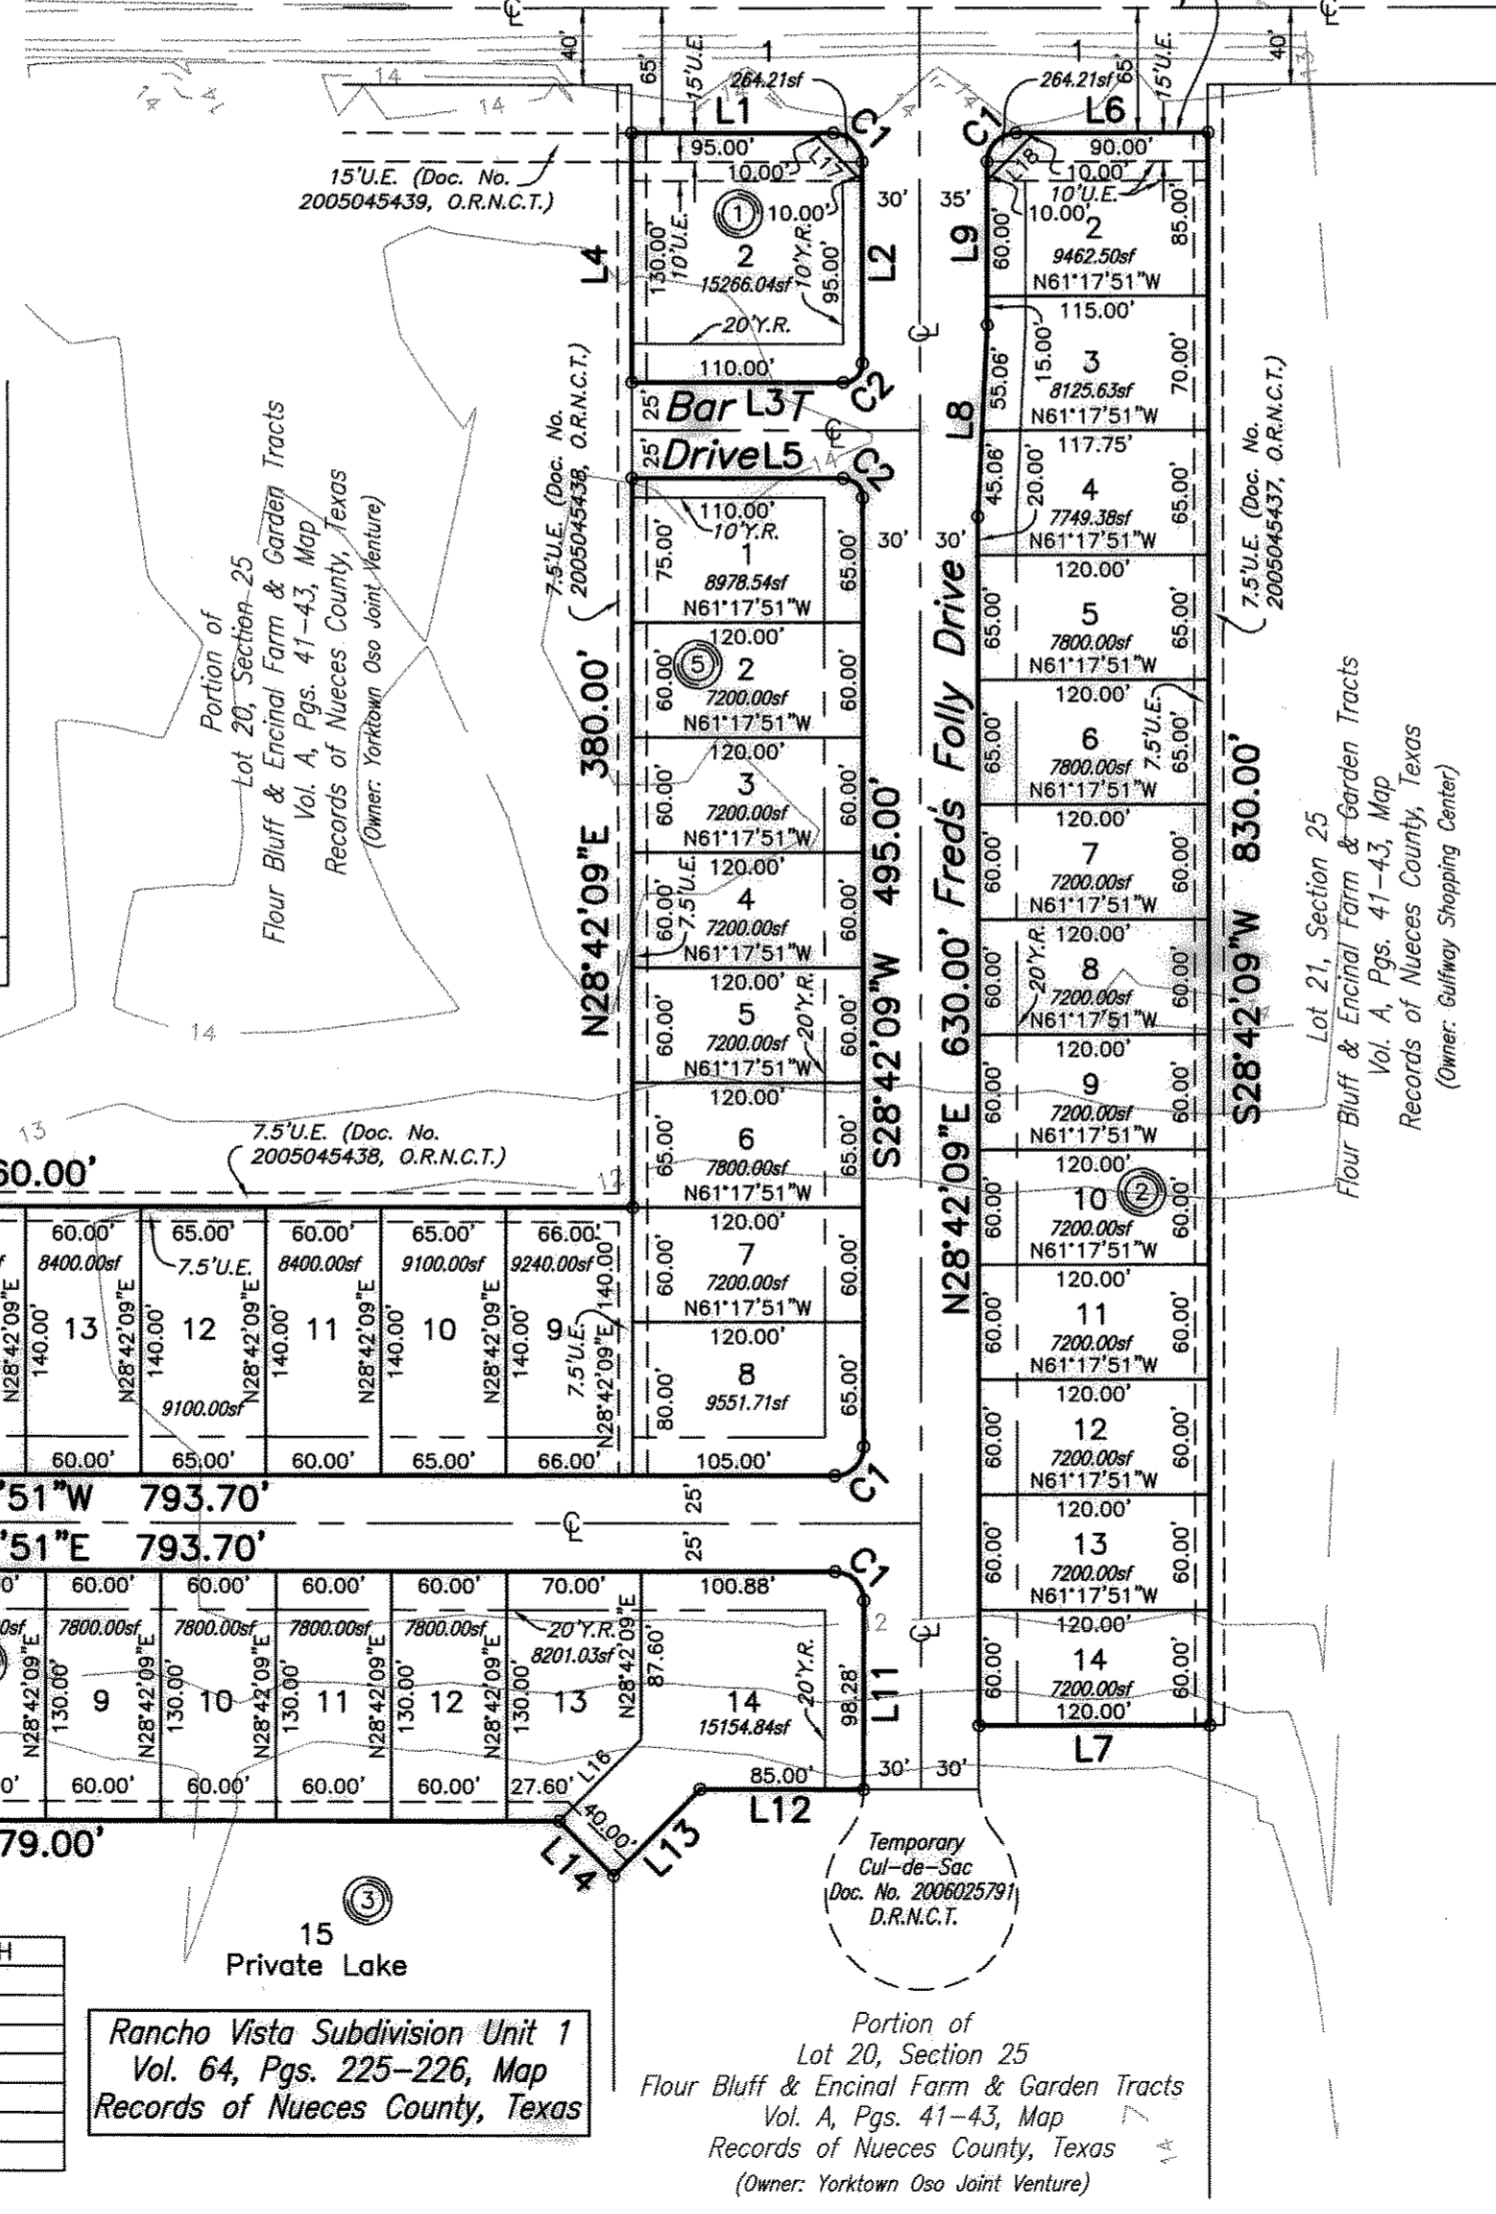 ℄
℄
40'
65'
15'U.E.
1
264.21sf
1
264.21sf
65'
15'U.E.
40'
14
14
14
L1
C1
C1
L6
95.00'
L17
10.00'
90.00'
L18
10.00'
10'U.E.
15'U.E. (Doc. No.
2005045439, O.R.N.C.T.)
1
10.00'
30'
35'
10.00'
L4
130.00'
10'U.E.
2
15266.04sf
10'Y.R.
95.00'
L2
L9
60.00'
2
9462.50sf
N61°17'51"W
85.00'
20'Y.R.
110.00'
C2
115.00'
15.00'
3
8125.63sf
N61°17'51"W
70.00'
55.06'
L8
25'
Bar L3 T
℄
℄
25'
Drive L5
14
C2
117.75'
45.06'
20.00'
4
7749.38sf
N61°17'51"W
65.00'
7.5'U.E. (Doc. No.
2005045438, O.R.N.C.T.)
7.5'U.E. (Doc. No.
2005045437, O.R.N.C.T.)
110.00'
10'Y.R.
30'
30'
75.00'
1
8978.54sf
N61°17'51"W
65.00'
120.00'
65.00'
5
7800.00sf
N61°17'51"W
65.00'
Portion of
Lot 20, Section 25
Flour Bluff & Encinal Farm & Garden Tracts
Vol. A, Pgs. 41-43, Map
Records of Nueces County, Texas
(Owner: Yorktown Oso Joint Venture)
5
120.00'
60.00'
2
7200.00sf
N61°17'51"W
60.00'
120.00'
65.00'
6
7800.00sf
N61°17'51"W
7.5'U.E.
65.00'
N28°42'09"E 380.00'
120.00'
60.00'
3
7200.00sf
N61°17'51"W
60.00'
S28°42'09"W 495.00'
Fred's Folly Drive
N28°42'09"E 630.00'
120.00'
60.00'
7
7200.00sf
N61°17'51"W
60.00'
S28°42'09"W 830.00'
Lot 21, Section 25
Flour Bluff & Encinal Farm & Garden Tracts
Vol. A, Pgs. 41-43, Map
Records of Nueces County, Texas
(Owner: Gulfway Shopping Center)
120.00'
60.00'
7.5'U.E.
4
7200.00sf
N61°17'51"W
60.00'
120.00'
60.00'
20'Y.R.
8
7200.00sf
N61°17'51"W
60.00'
14
120.00'
60.00'
5
7200.00sf
N61°17'51"W
20'Y.R.
60.00'
120.00'
60.00'
9
7200.00sf
N61°17'51"W
60.00'
13
7.5'U.E. (Doc. No.
2005045438, O.R.N.C.T.)
120.00'
65.00'
6
7800.00sf
N61°17'51"W
65.00'
120.00'
60.00'
10
2
7200.00sf
N61°17'51"W
60.00'
60.00'
60.00'
65.00'
60.00'
65.00'
66.00'
8400.00sf
7.5'U.E.
8400.00sf
9100.00sf
9240.00sf
N28°42'09"E
140.00'
13
N28°42'09"E
140.00'
12
9100.00sf
N28°42'09"E
140.00'
11
N28°42'09"E
140.00'
10
N28°42'09"E
140.00'
9
7.5'U.E.
N28°42'09"E 140.00'
60.00'
65.00'
60.00'
65.00'
66.00'
120.00'
60.00'
7
7200.00sf
N61°17'51"W
60.00'
120.00'
60.00'
11
7200.00sf
N61°17'51"W
60.00'
120.00'
80.00'
8
9551.71sf
65.00'
105.00'
C1
120.00'
60.00'
12
7200.00sf
N61°17'51"W
60.00'
'51"W 793.70'
25'
℄
'51"E 793.70'
25'
C1
120.00'
60.00'
13
7200.00sf
N61°17'51"W
60.00'
60.00'
60.00'
60.00'
60.00'
70.00'
100.88'
7800.00sf
7800.00sf
7800.00sf
7800.00sf
20'Y.R.
8201.03sf
N28°42'09"E
130.00'
9
N28°42'09"E
130.00'
10
N28°42'09"E
130.00'
11
N28°42'09"E
130.00'
12
N28°42'09"E
130.00'
13
N28°42'09"E
87.60'
14
15154.84sf
20'Y.R.
98.28'
L11
℄
120.00'
60.00'
14
7200.00sf
60.00'
120.00'
L7
60.00'
60.00'
60.00'
60.00'
27.60'
L16
85.00'
L12
30'
30'
40.00'
L13
L14
79.00'
3
15
Private Lake
Temporary
Cul-de-Sac
Doc. No. 2006025791
D.R.N.C.T.
H
Rancho Vista Subdivision Unit 1
Vol. 64, Pgs. 225-226, Map
Records of Nueces County, Texas
Portion of
Lot 20, Section 25
Flour Bluff & Encinal Farm & Garden Tracts
Vol. A, Pgs. 41-43, Map
Records of Nueces County, Texas
(Owner: Yorktown Oso Joint Venture)